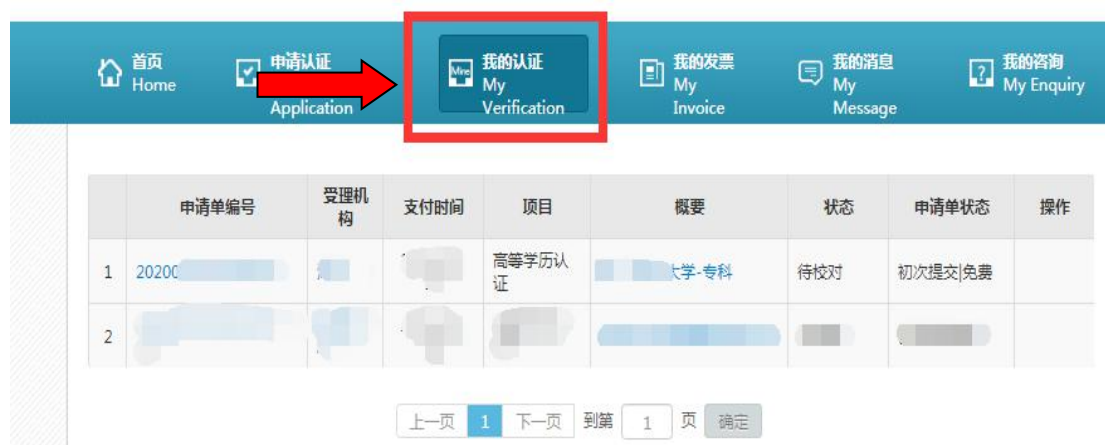 首页
Home
申请认证
Application
Mine
我的认证
My
Verification
我的发票
My
Invoice
我的消息
My
Message
?
我的咨询
My Enquiry
申请单编号 受理机构 支付时间 项目 概要 状态 申请单状态 操作
1 20200 高等学历认证 大学-专科 待校对 初次提交|免费
2
上一页 1 下一页 到第 1 页 确定